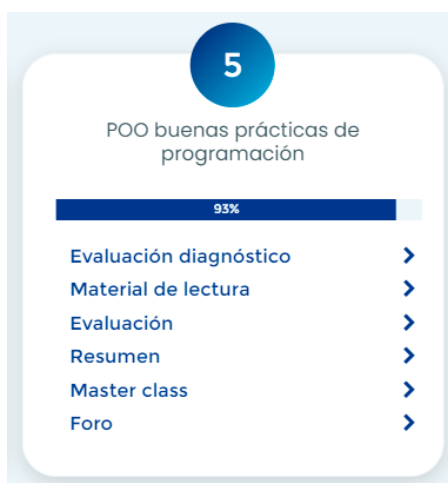 5
POO buenas prácticas de
programación
93%
Evaluación diagnóstico
Material de lectura
Evaluación
Resumen
Master class
Foro